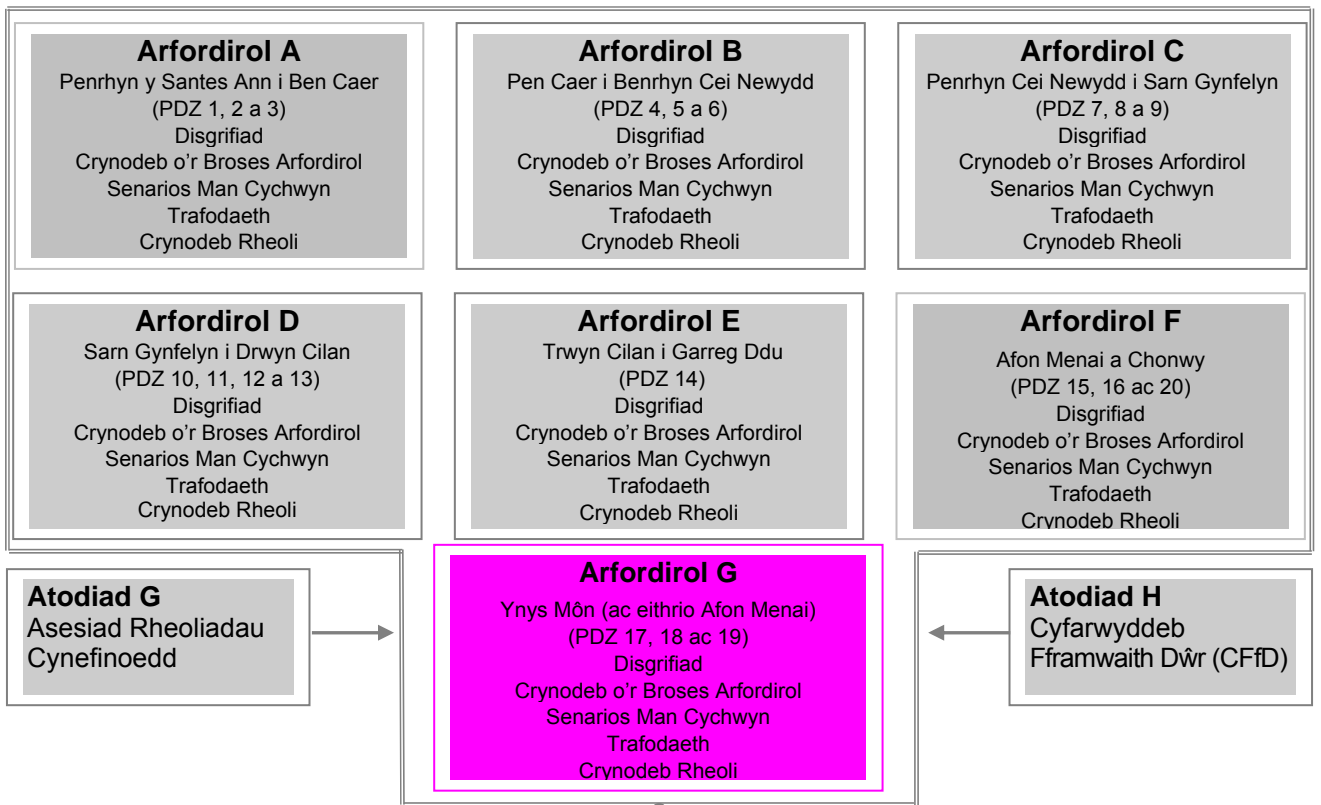 Arfordirol A
Penrhyn y Santes Ann i Ben Caer
(PDZ 1, 2 a 3)
Disgrifiad
Crynodeb o'r Broses Arfordirol
Senarios Man Cychwyn
Trafodaeth
Crynodeb Rheoli
Arfordirol B
Pen Caer i Benrhyn Cei Newydd
(PDZ 4, 5 a 6)
Disgrifiad
Crynodeb o'r Broses Arfordirol
Senarios Man Cychwyn
Trafodaeth
Crynodeb Rheoli
Arfordirol C
Penrhyn Cei Newydd i Sarn Gynfelyn
(PDZ 7, 8 a 9)
Disgrifiad
Crynodeb o'r Broses Arfordirol
Senarios Man Cychwyn
Trafodaeth
Crynodeb Rheoli
Arfordirol D
Sarn Gynfelyn i Drwyn Cilan
(PDZ 10, 11, 12 a 13)
Disgrifiad
Crynodeb o'r Broses Arfordirol
Senarios Man Cychwyn
Trafodaeth
Crynodeb Rheoli
Arfordirol E
Trwyn Cilan i Garreg Ddu
(PDZ 14)
Disgrifiad
Crynodeb o'r Broses Arfordirol
Senarios Man Cychwyn
Trafodaeth
Crynodeb Rheoli
Arfordirol F
Afon Menai a Chonwy
(PDZ 15, 16 ac 20)
Disgrifiad
Crynodeb o'r Broses Arfordirol
Senarios Man Cychwyn
Trafodaeth
Crynodeb Rheoli
Atodiad G
Asesiad Rheoliadau
Cynefinoedd
Arfordirol G
Ynys Môn (ac eithrio Afon Menai)
(PDZ 17, 18 ac 19)
Disgrifiad
Crynodeb o'r Broses Arfordirol
Senarios Man Cychwyn
Trafodaeth
Crynodeb Rheoli
Atodiad H
Cyfarwyddeb
Fframwaith Dŵr (CFfD)